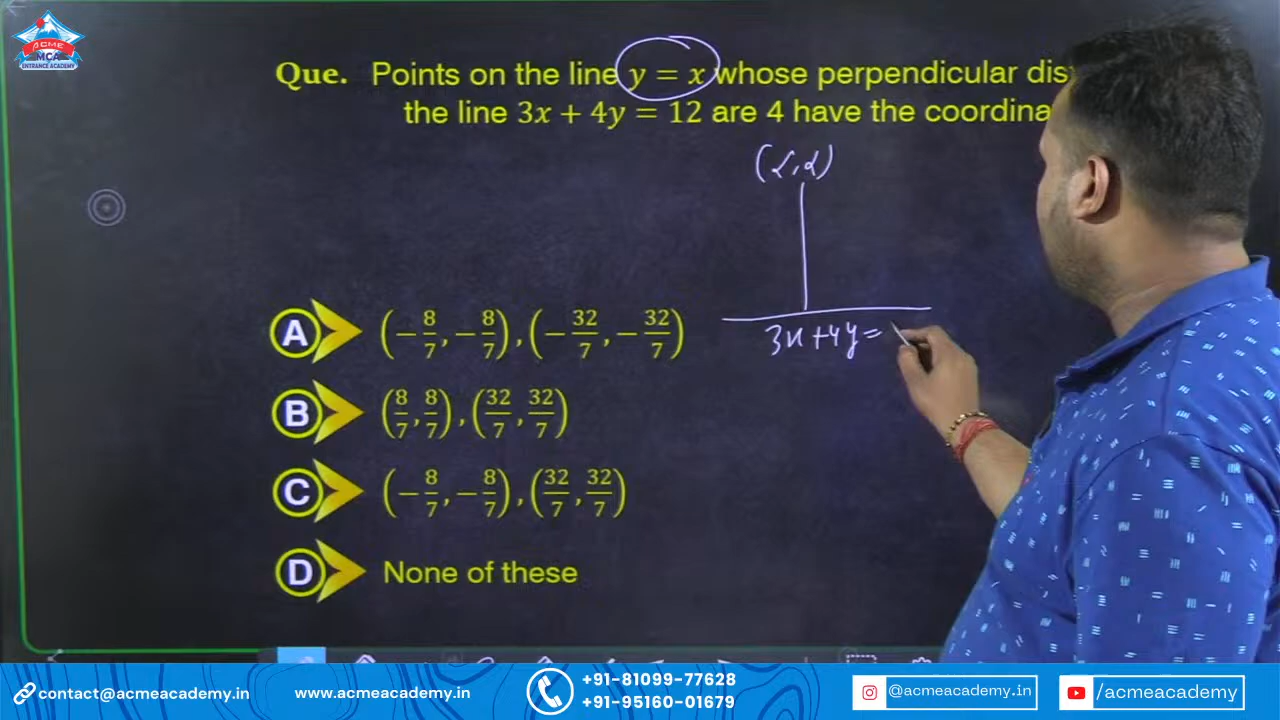 ACME
MCA
ENTRANCE ACADEMY
Que. Points on the line y = x whose perpendicular dis
the line 3x + 4y = 12 are 4 have the coordina
(α,α)
3x+4y=
A (−8/7, −8/7), (−32/7, −32/7)
B (8/7, 8/7), (32/7, 32/7)
C (−8/7, −8/7), (32/7, 32/7)
D None of these
contact@acmeacademy.in
www.acmeacademy.in
+91-81099-77628
+91-95160-01679
@acmeacademy.in
/acmeacademy